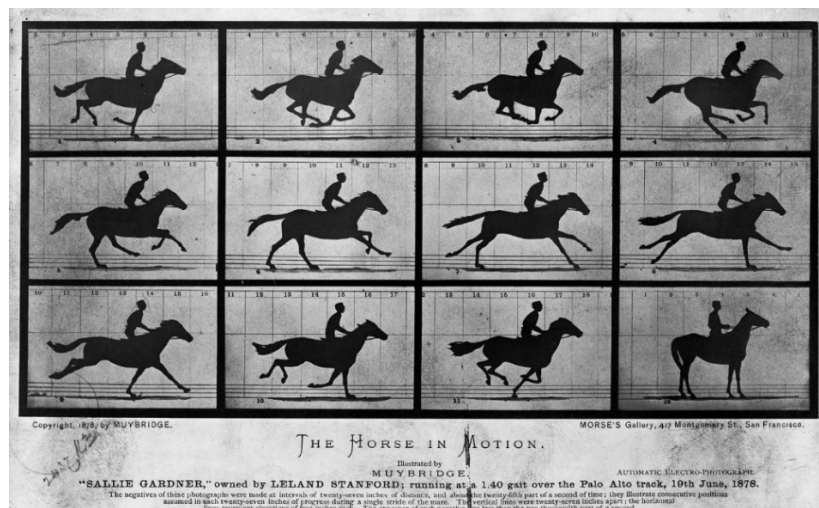 Copyright, 1878, by MUYBRIDGE.
MORSE'S Gallery, 417 Montgomery St., San Francisco.
THE HORSE IN MOTION.
Illustrated by
MUYBRIDGE.
AUTOMATIC ELECTRO-PHOTOGRAPH.
"SALLIE GARDNER," owned by LELAND STANFORD; running at a 1.40 gait over the Palo Alto track, 19th June, 1878.
The negatives of these photographs were made at intervals of twenty-seven inches of distance, and about the twenty-fifth part of a second of time; they illustrate consecutive positions
assumed in each twenty-seven inches of progress during a single stride of the mare. The vertical lines were twenty-seven inches apart; the horizontal